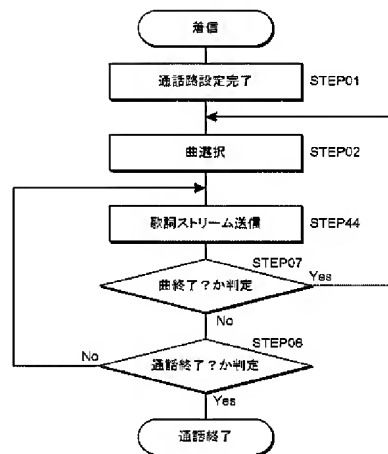 着信
通話路設定完了
STEP01
曲選択
STEP02
歌詞ストリーム送信
STEP44
STEP07
曲終了？か判定
Yes
No
STEP06
No
通話終了？か判定
Yes
通話終了